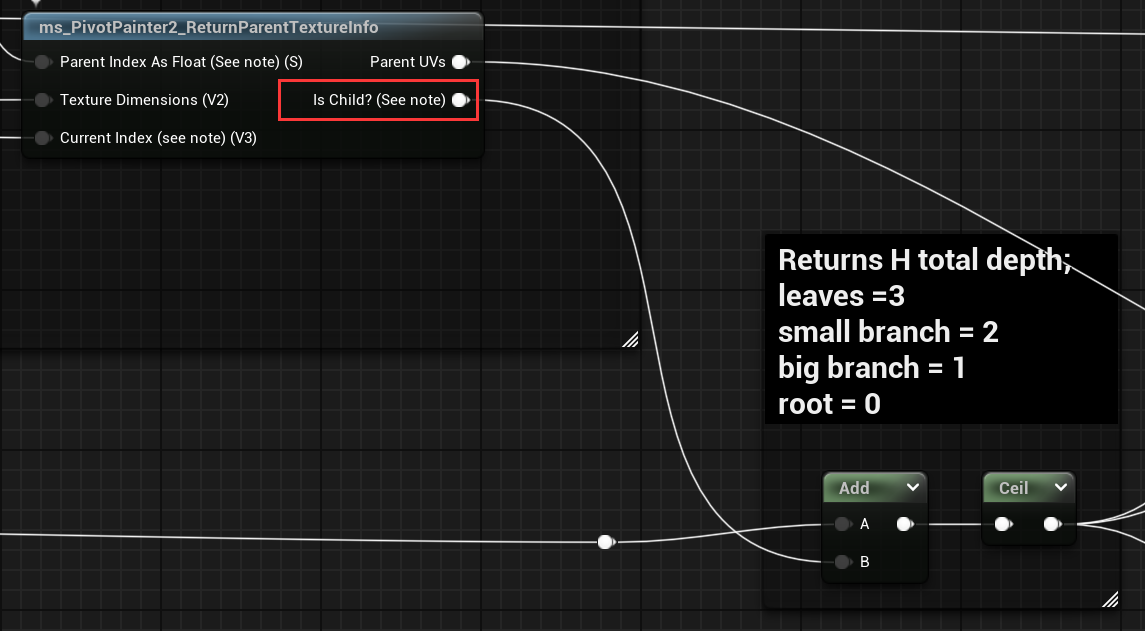 ms_PivotPainter2_ReturnParentTextureInfo
Parent Index As Float (See note) (S) Parent UVs
Texture Dimensions (V2) Is Child? (See note)
Current Index (see note) (V3)
Returns H total depth;
leaves =3
small branch = 2
big branch = 1
root = 0
Add
Ceil
A
B